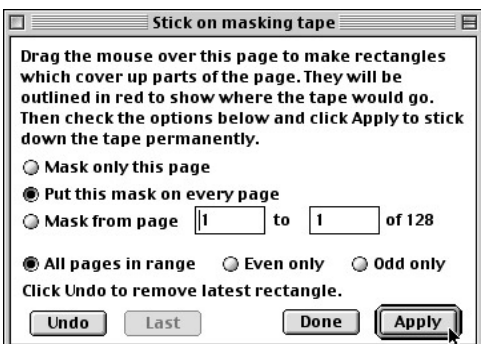 Stick on masking tape
Drag the mouse over this page to make rectangles
which cover up parts of the page. They will be
outlined in red to show where the tape would go.
Then check the options below and click Apply to stick
down the tape permanently.
Mask only this page
Put this mask on every page
Mask from page 1 to 1 of 128
All pages in range Even only Odd only
Click Undo to remove latest rectangle.
Undo Last Done Apply